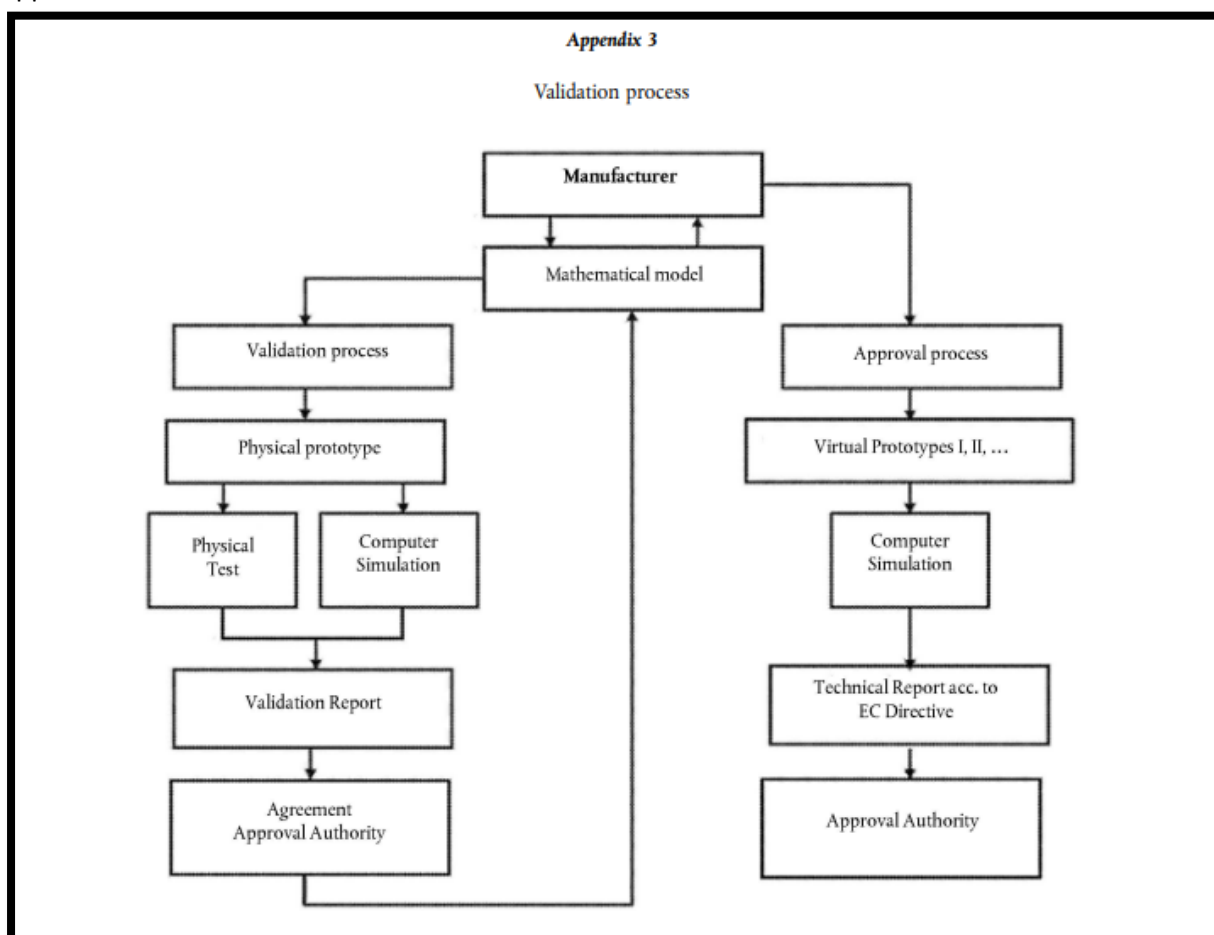 Appendix 3
Validation process
Manufacturer
Mathematical model
Validation process
Approval process
Physical prototype
Virtual Prototypes I, II, ...
Physical
Test
Computer
Simulation
Computer
Simulation
Validation Report
Technical Report acc. to
EC Directive
Agreement
Approval Authority
Approval Authority